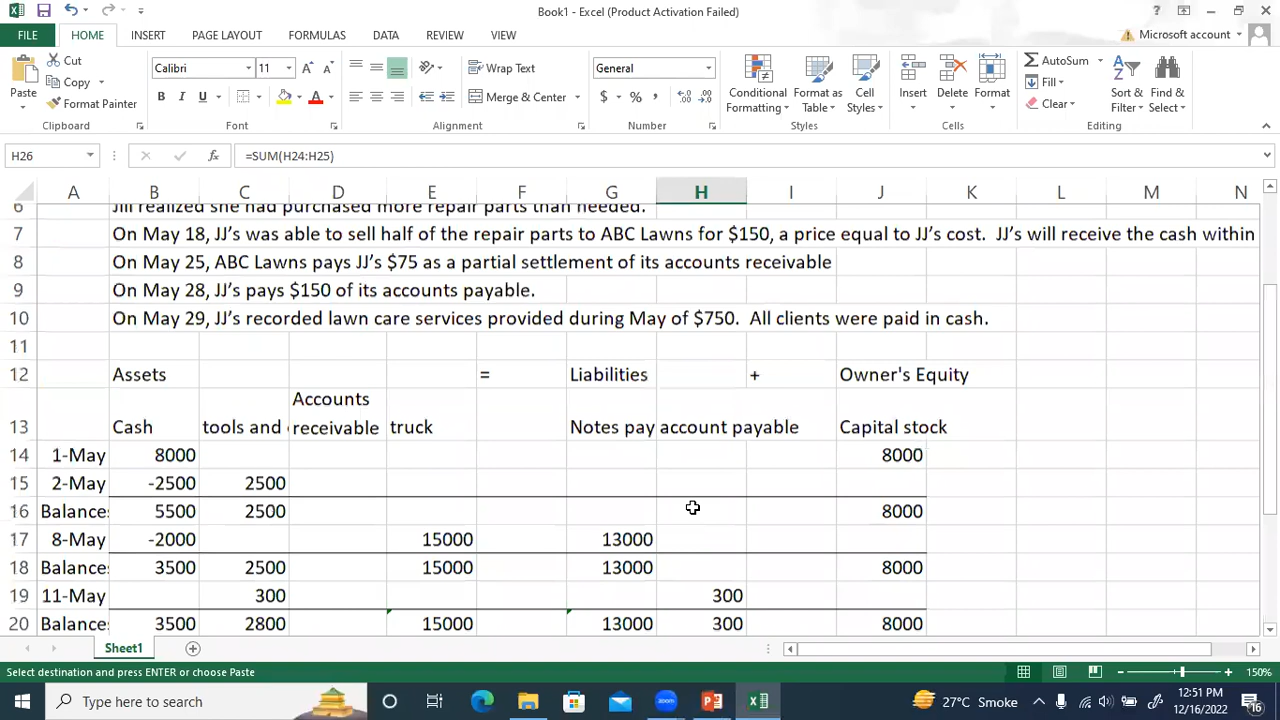 Book1 - Excel (Product Activation Failed)
FILE HOME INSERT PAGE LAYOUT FORMULAS DATA REVIEW VIEW Microsoft account
Paste
Cut
Copy
Format Painter
Clipboard
Calibri 11
B I U A
Font
Wrap Text
Merge & Center
Alignment
General
$ % ,
Number
Conditional Formatting
Format as Table
Cell Styles
Styles
Insert Delete Format
Cells
AutoSum
Fill
Clear
Sort & Filter
Find & Select
Editing
H26 fx =SUM(H24:H25)
A B C D E F G H I J K L M N
6 Jill realized she had purchased more repair parts than needed.
7 On May 18, JJ’s was able to sell half of the repair parts to ABC Lawns for $150, a price equal to JJ’s cost. JJ’s will receive the cash within
8 On May 25, ABC Lawns pays JJ’s $75 as a partial settlement of its accounts receivable
9 On May 28, JJ’s pays $150 of its accounts payable.
10 On May 29, JJ’s recorded lawn care services provided during May of $750. All clients were paid in cash.
11
12 Assets = Liabilities + Owner's Equity
13 Cash tools and Accounts receivable truck Notes pay account payable Capital stock
14 1-May 8000 8000
15 2-May -2500 2500
16 Balance 5500 2500 8000
17 8-May -2000 15000 13000
18 Balance 3500 2500 15000 13000 8000
19 11-May 300 300
20 Balance 3500 2800 15000 13000 300 8000
Sheet1
Select destination and press ENTER or choose Paste 150%
Type here to search
27°C Smoke
12:51 PM
12/16/2022
16